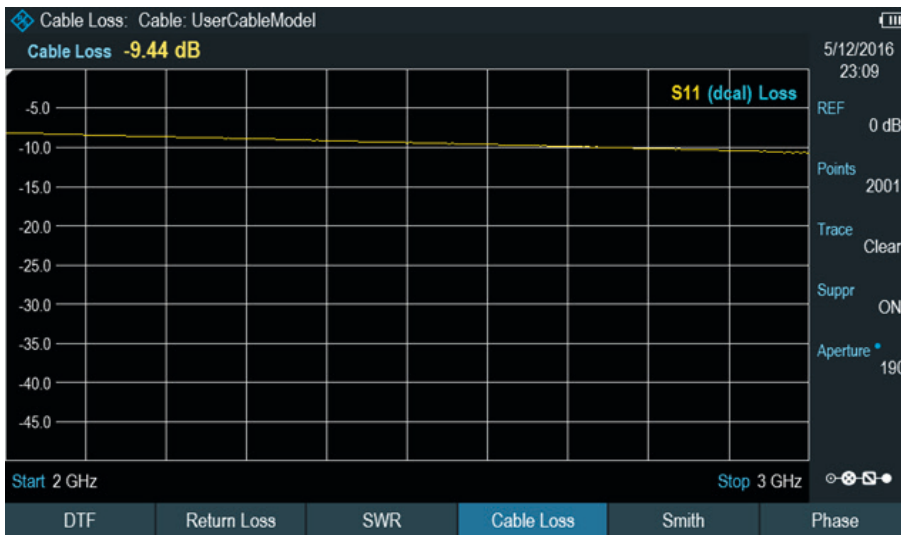 Cable Loss: Cable: UserCableModel
Cable Loss -9.44 dB
5/12/2016
23:09
S11 (dcal) Loss
-5.0
-10.0
-15.0
-20.0
-25.0
-30.0
-35.0
-40.0
-45.0
REF
0 dB
Points
2001
Trace
Clear
Suppr
ON
Aperture
190
Start 2 GHz
Stop 3 GHz
DTF
Return Loss
SWR
Cable Loss
Smith
Phase